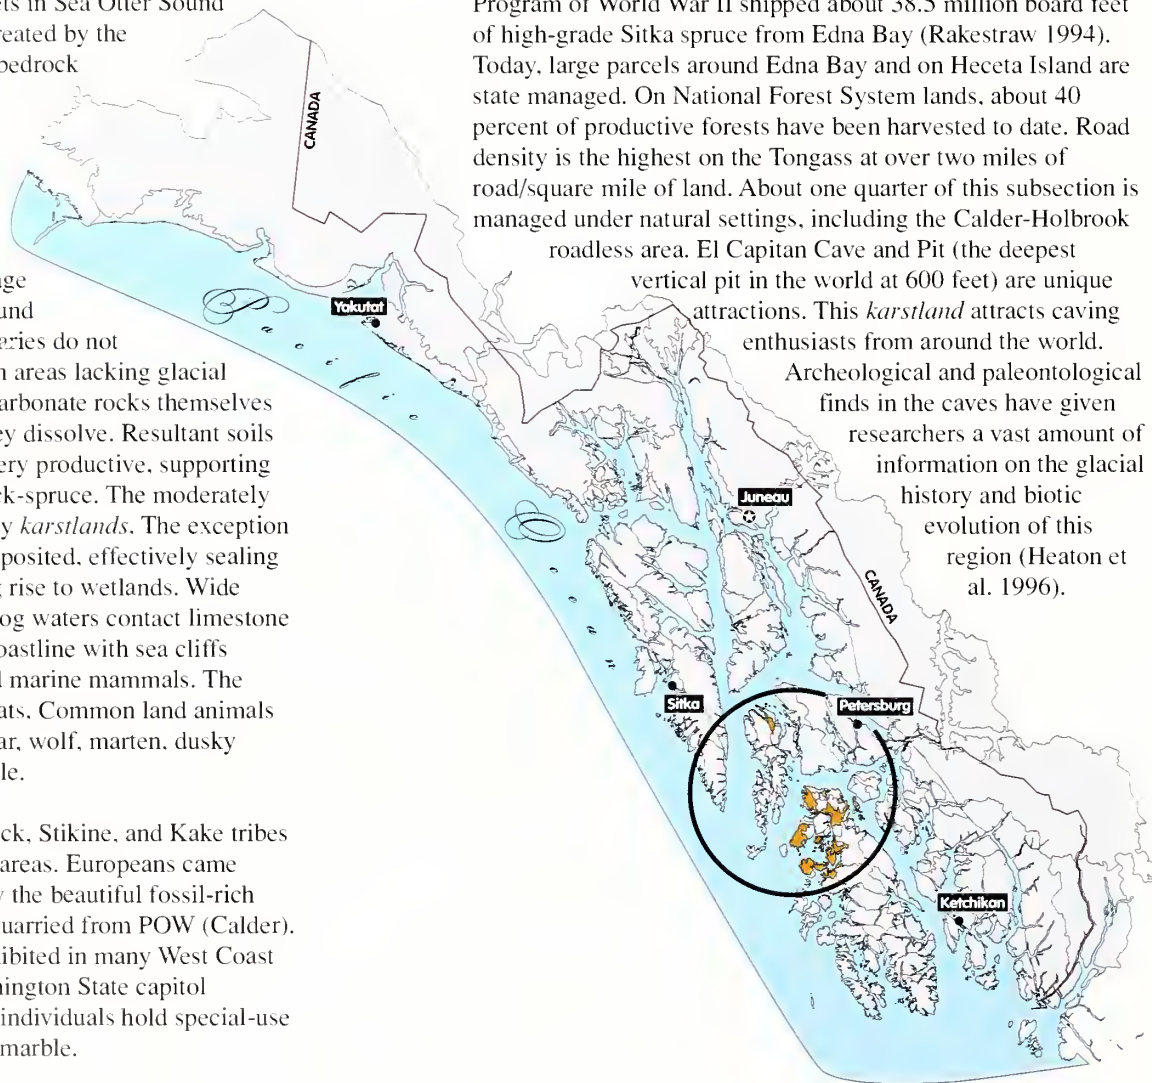 ets in Sea Otter Sound
reated by the
bedrock
age
und
eries do not
n areas lacking glacial
arbonate rocks themselves
ey dissolve. Resultant soils
ery productive, supporting
ck-spruce. The moderately
y karstlands. The exception
posited, effectively sealing
g rise to wetlands. Wide
og waters contact limestone
oastline with sea cliffs
l marine mammals. The
ats. Common land animals
ar, wolf, marten, dusky
le.
ck, Stikine, and Kake tribes
areas. Europeans came
y the beautiful fossil-rich
quarried from POW (Calder).
ibited in many West Coast
hington State capitol
individuals hold special-use
marble.
Program of World War II shipped about 38.5 million board feet
of high-grade Sitka spruce from Edna Bay (Rakestraw 1994).
Today, large parcels around Edna Bay and on Heceta Island are
state managed. On National Forest System lands, about 40
percent of productive forests have been harvested to date. Road
density is the highest on the Tongass at over two miles of
road/square mile of land. About one quarter of this subsection is
managed under natural settings, including the Calder-Holbrook
roadless area. El Capitan Cave and Pit (the deepest
vertical pit in the world at 600 feet) are unique
attractions. This karstland attracts caving
enthusiasts from around the world.
Archeological and paleontological
finds in the caves have given
researchers a vast amount of
information on the glacial
history and biotic
evolution of this
region (Heaton et
al. 1996).
CANADA
Pacific Ocean
Yakutat
Juneau
CANADA
Sitka
Petersburg
Ketchikan